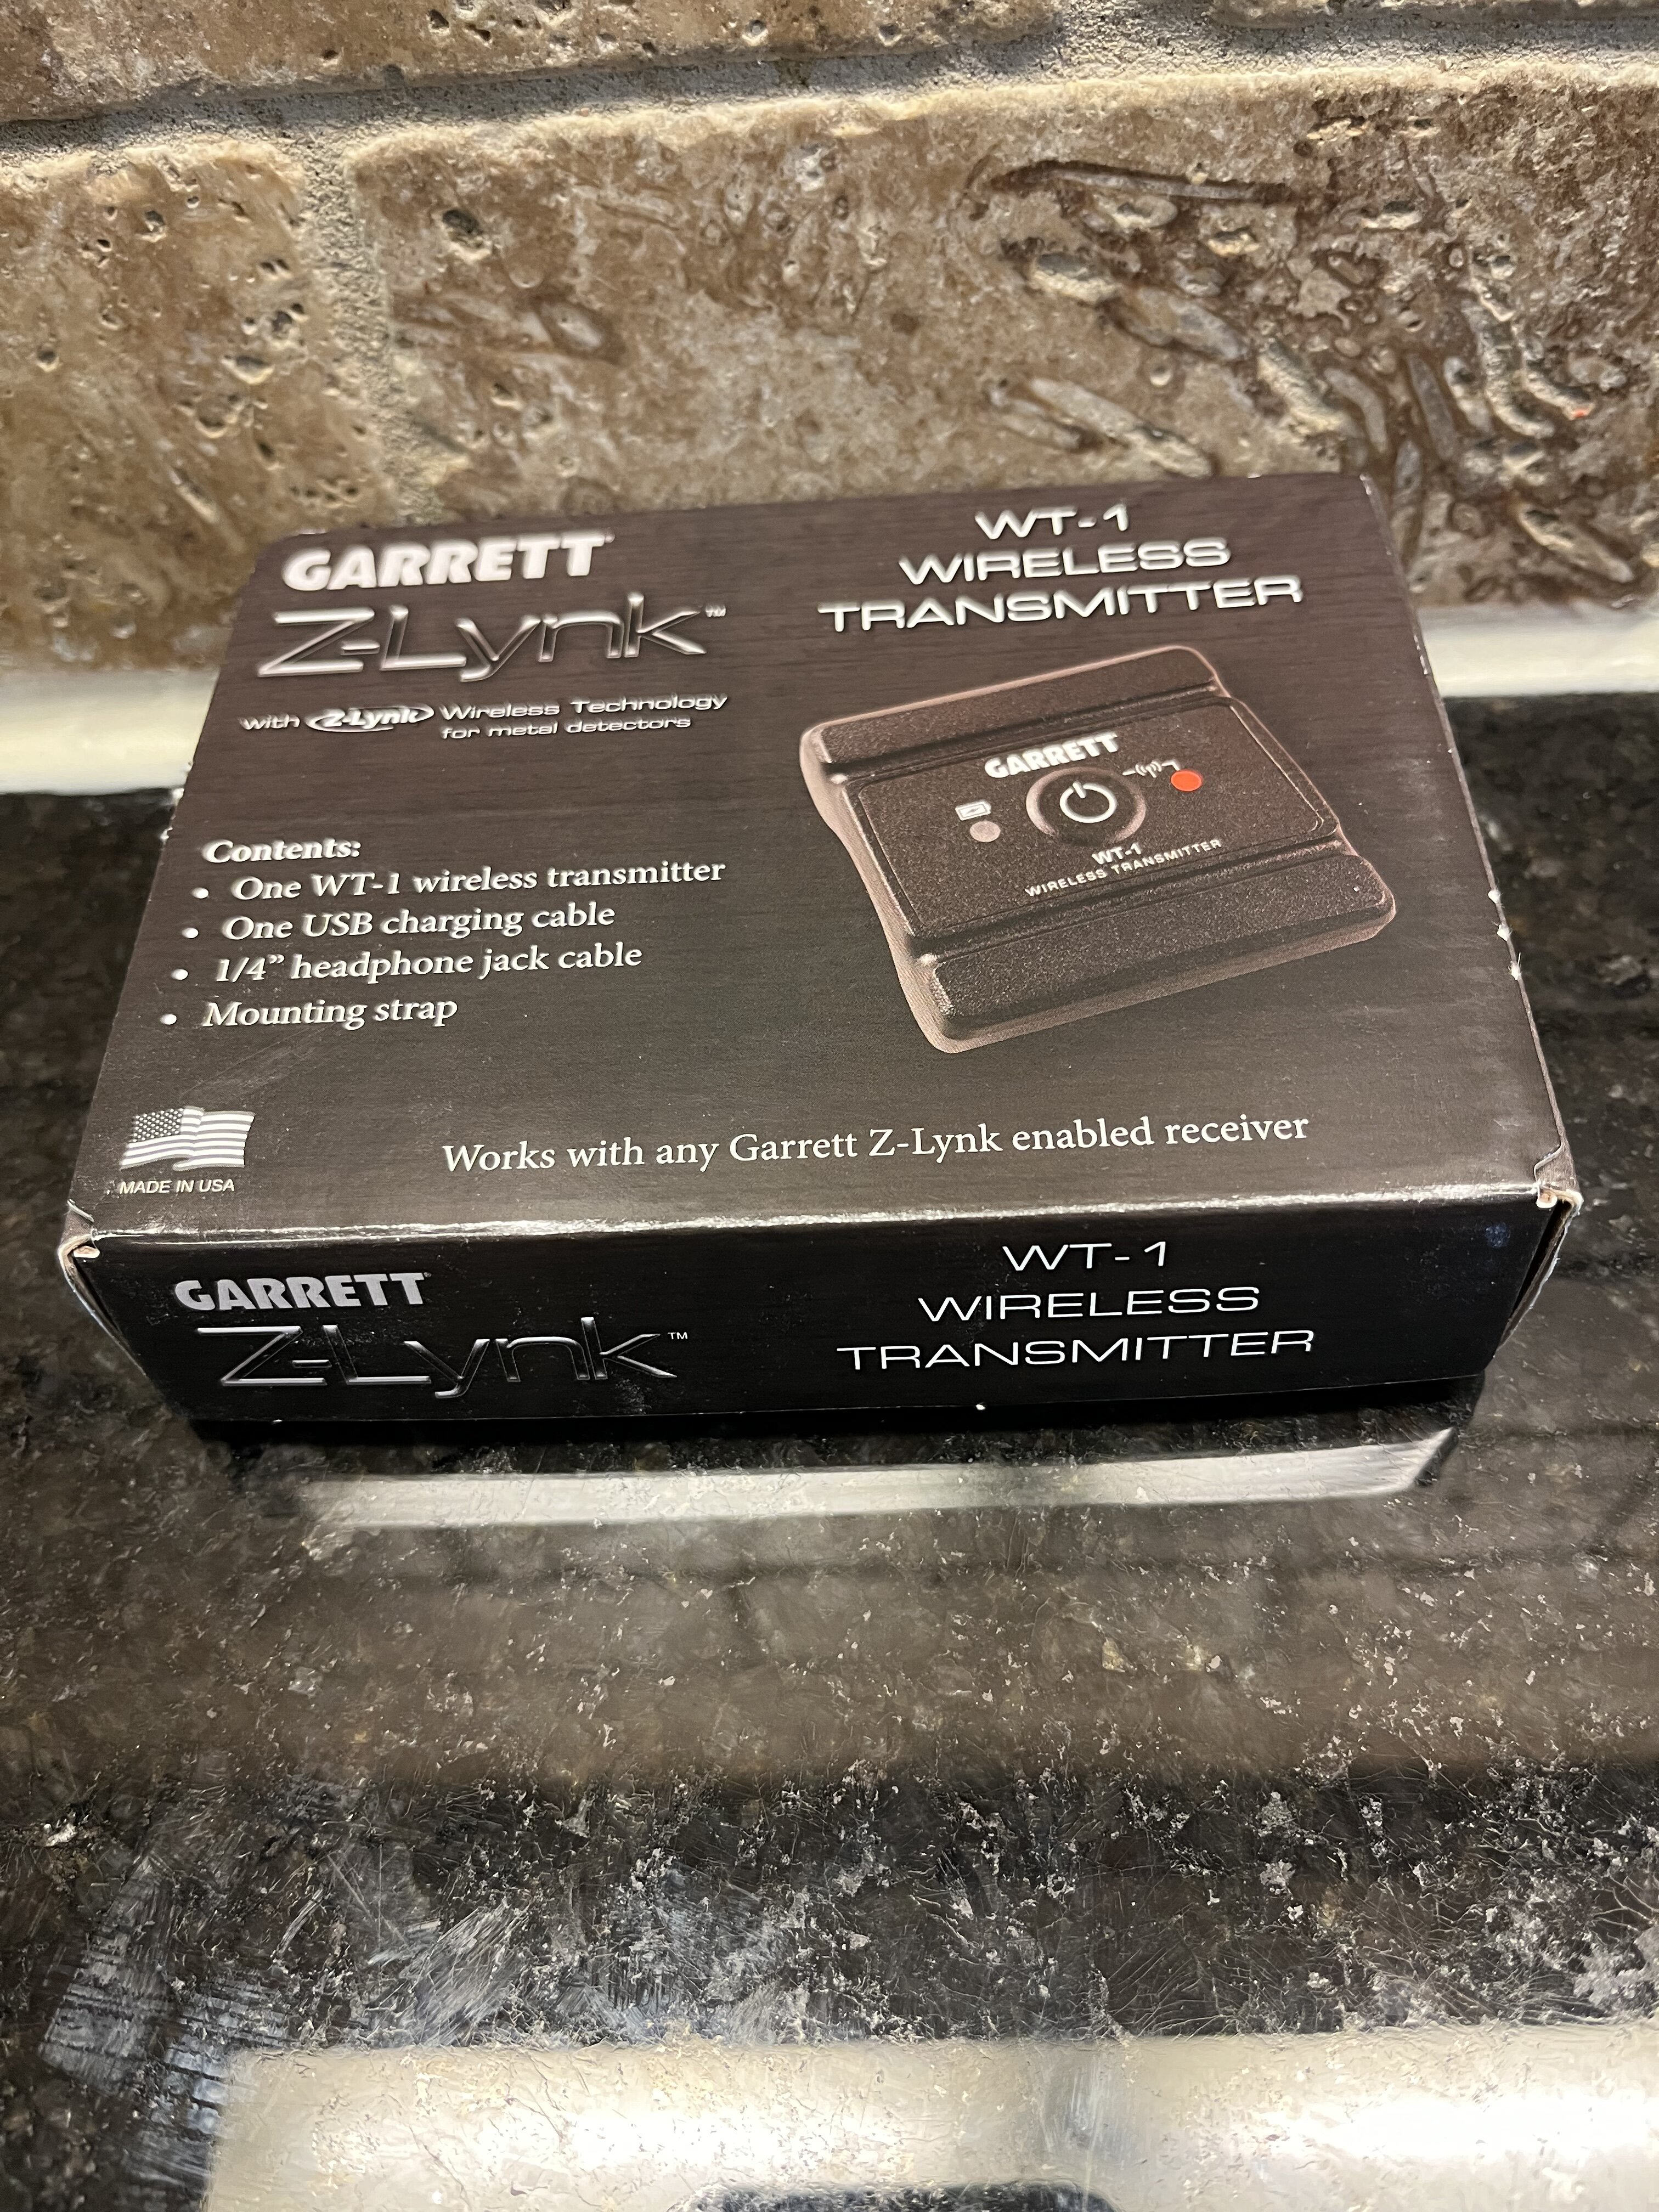 GARRETT
Z-Lynk™
with Z-Lynk Wireless Technology
for metal detectors
WT-1
WIRELESS
TRANSMITTER
GARRETT
WT-1
WIRELESS TRANSMITTER
Contents:
• One WT-1 wireless transmitter
• One USB charging cable
• 1/4” headphone jack cable
• Mounting strap
MADE IN USA
Works with any Garrett Z-Lynk enabled receiver
GARRETT
Z-Lynk™
WT-1
WIRELESS
TRANSMITTER